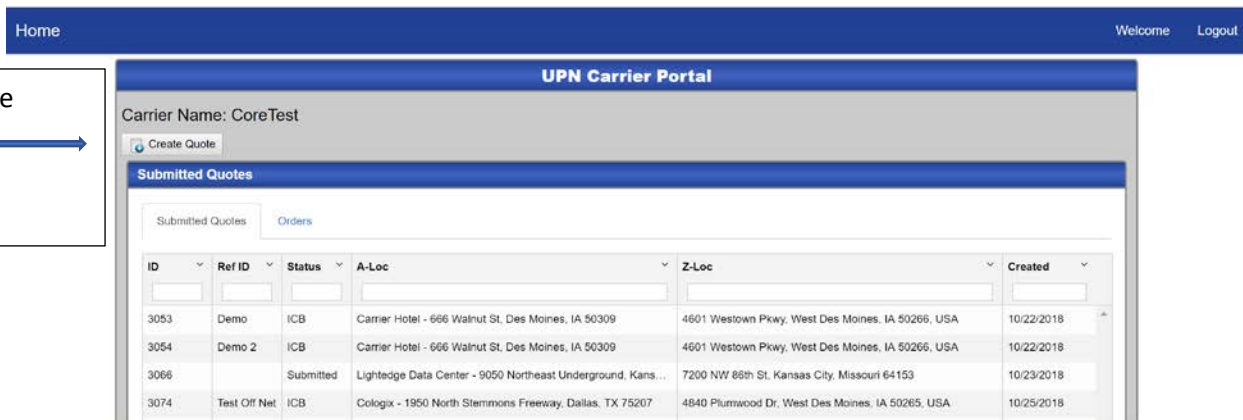 Home Welcome Logout
e
UPN Carrier Portal
Carrier Name: CoreTest
Create Quote
Submitted Quotes
Submitted Quotes Orders
ID Ref ID Status A-Loc Z-Loc Created
3053 Demo ICB Carrier Hotel - 666 Walnut St, Des Moines, IA 50309 4601 Westown Pkwy, West Des Moines, IA 50266, USA 10/22/2018
3054 Demo 2 ICB Carrier Hotel - 666 Walnut St, Des Moines, IA 50309 4601 Westown Pkwy, West Des Moines, IA 50266, USA 10/22/2018
3066 Submitted Lightedge Data Center - 9050 Northeast Underground, Kans... 7200 NW 86th St, Kansas City, Missouri 64153 10/23/2018
3074 Test Off Net ICB Cologix - 1950 North Stemmons Freeway, Dallas, TX 75207 4840 Plumwood Dr, West Des Moines, IA 50265, USA 10/25/2018